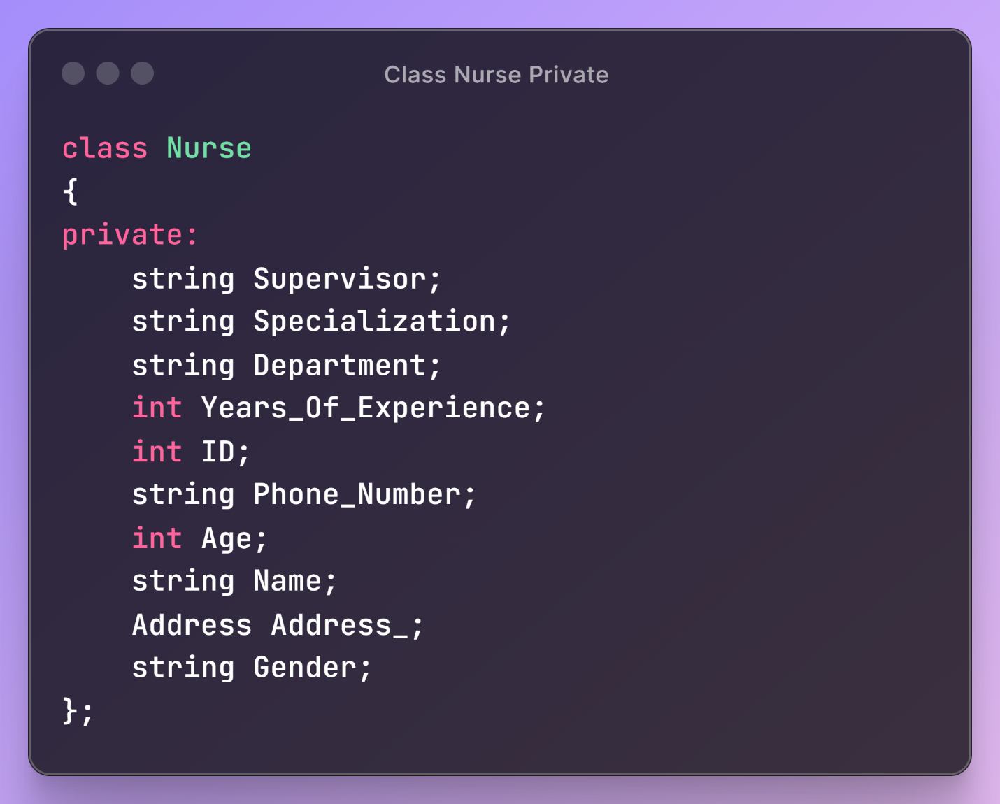 Class Nurse Private
class Nurse
{
private:
    string Supervisor;
    string Specialization;
    string Department;
    int Years_Of_Experience;
    int ID;
    string Phone_Number;
    int Age;
    string Name;
    Address Address_;
    string Gender;
};